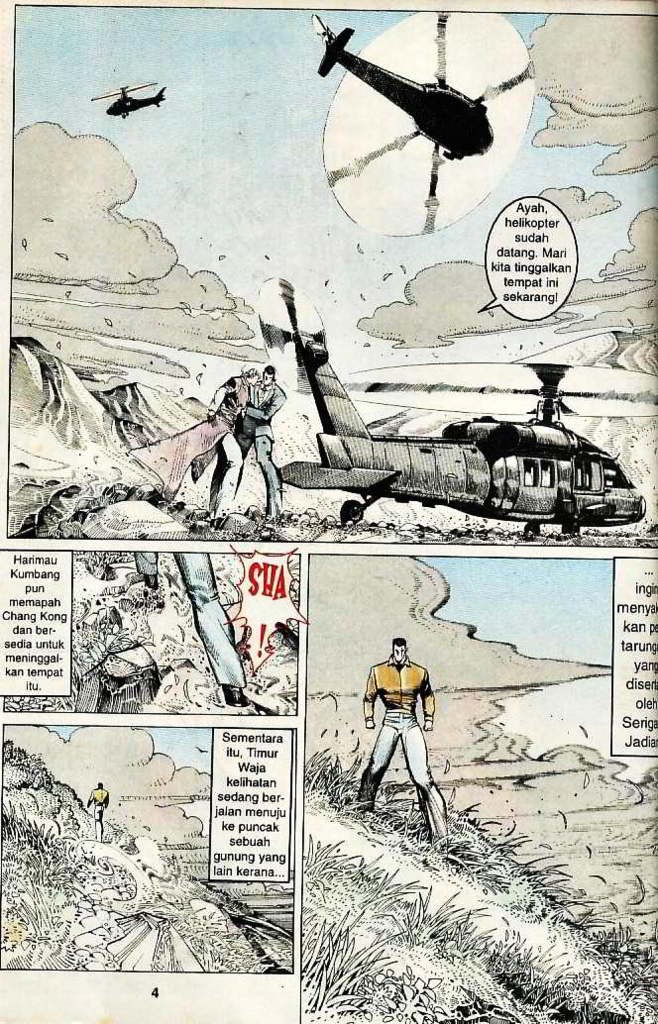 Ayah,
helikopter
sudah
datang. Mari
kita tinggalkan
tempat ini
sekarang!
Harimau
Kumbang
pun
memapah
Chang Kong
dan ber-
sedia untuk
meninggal-
kan tempat
itu.
SHA
!
Sementara
itu, Timur
Waja
kelihatan
sedang ber-
jalan menuju
ke puncak
sebuah
gunung yang
lain kerana...
...
ingin
menyak
kan pe
tarung
yang
diserta
oleh
Seriga
Jadian
4